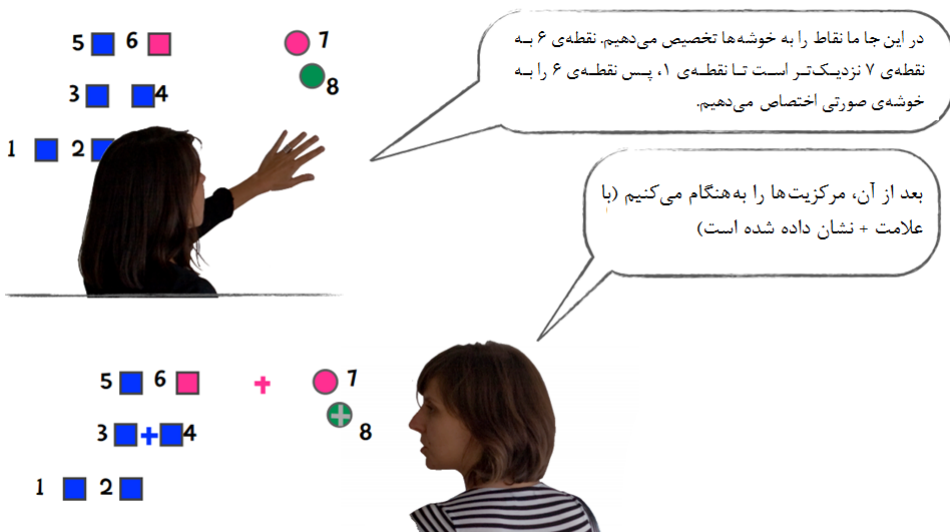 5 6 7
8
3 4
1 2
در این جا ما نقاط را به خوشه‌ها تخصیص می‌دهیم. نقطه‌ی ۶ به
نقطه‌ی ۷ نزدیک‌تر است تا نقطه‌ی ۱، پس نقطه‌ی ۶ را به
خوشه‌ی صورتی اختصاص می‌دهیم.
بعد از آن، مرکزیت‌ها را به‌هنگام می‌کنیم (با
علامت + نشان داده شده است)
5 6 + 7
+ 8
3 + 4
1 2